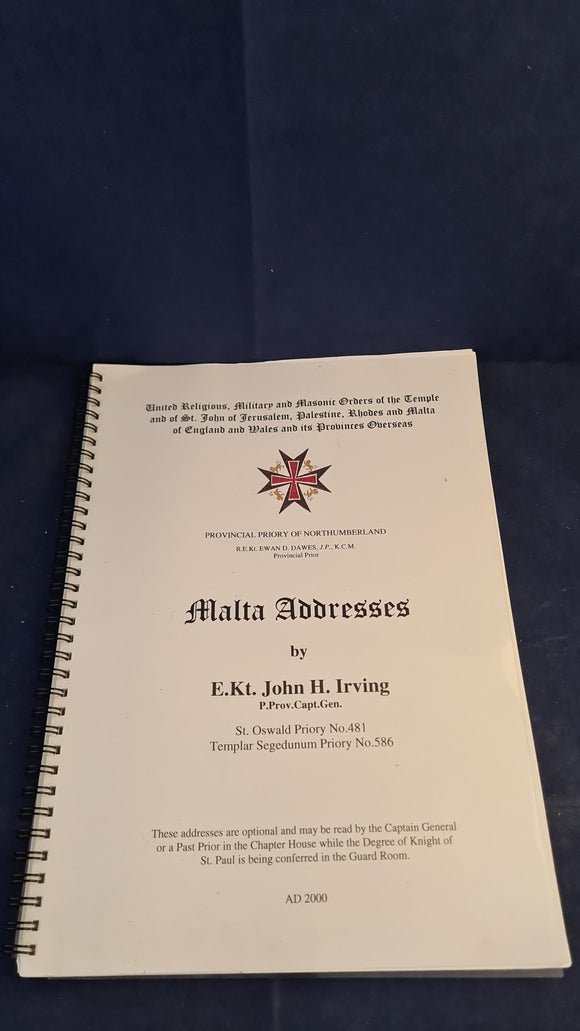 United Religious, Military and Masonic Orders of the Temple
and of St. John of Jerusalem, Palestine, Rhodes and Malta
of England and Wales and its Provinces Overseas
PROVINCIAL PRIORY OF NORTHUMBERLAND
R.E.Kt. EWAN D. DAWES, J.P., K.C.M.
Provincial Prior
Malta Addresses
by
E.Kt. John H. Irving
P.Prov.Capt.Gen.
St. Oswald Priory No.481
Templar Segedunum Priory No.586
These addresses are optional and may be read by the Captain General
or a Past Prior in the Chapter House while the Degree of Knight of
St. Paul is being conferred in the Guard Room.
AD 2000